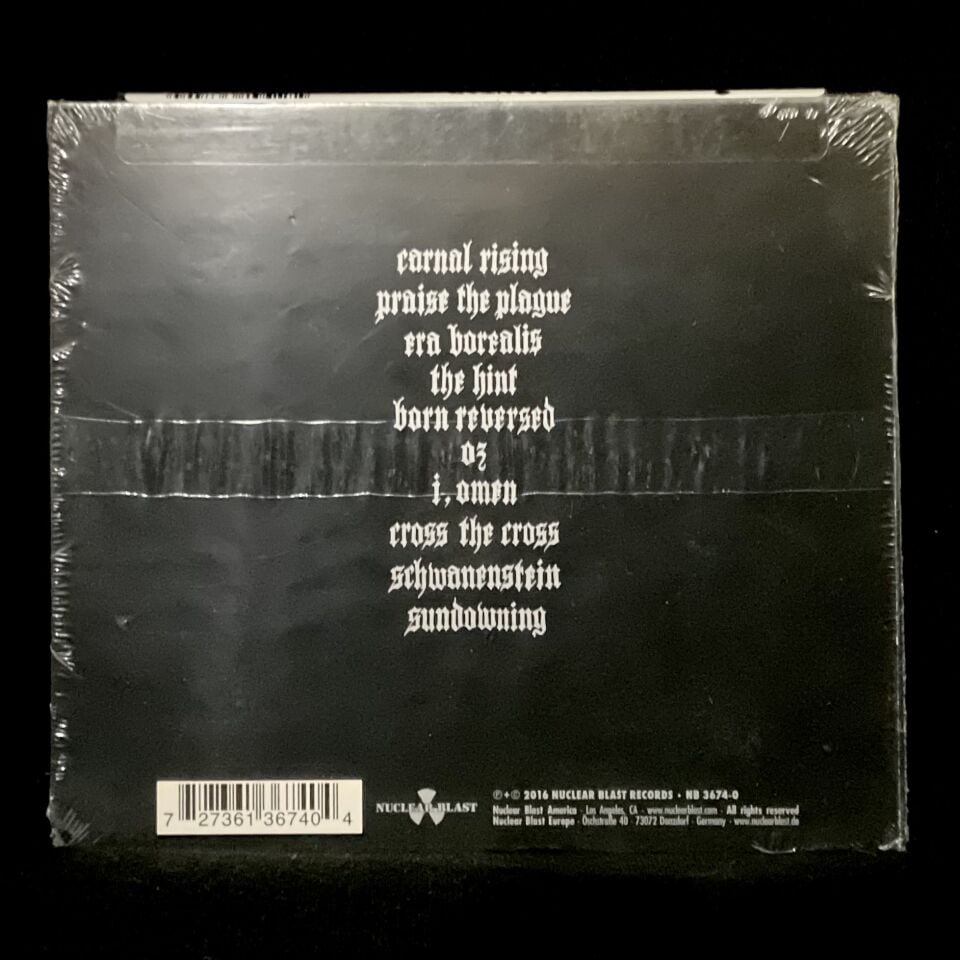 carnal rising
praise the plague
era borealis
the hint
born reversed
oz
i, omen
cross the cross
schwanenstein
sundowning
7 27361 36740 4
NUCLEAR BLAST
℗ + © 2016 NUCLEAR BLAST RECORDS • NB 3674-0
Nuclear Blast America · Los Angeles, CA · www.nuclearblast.com · All rights reserved
Nuclear Blast Europe · Öschstraße 40 · 73072 Donzdorf · Germany · www.nuclearblast.de